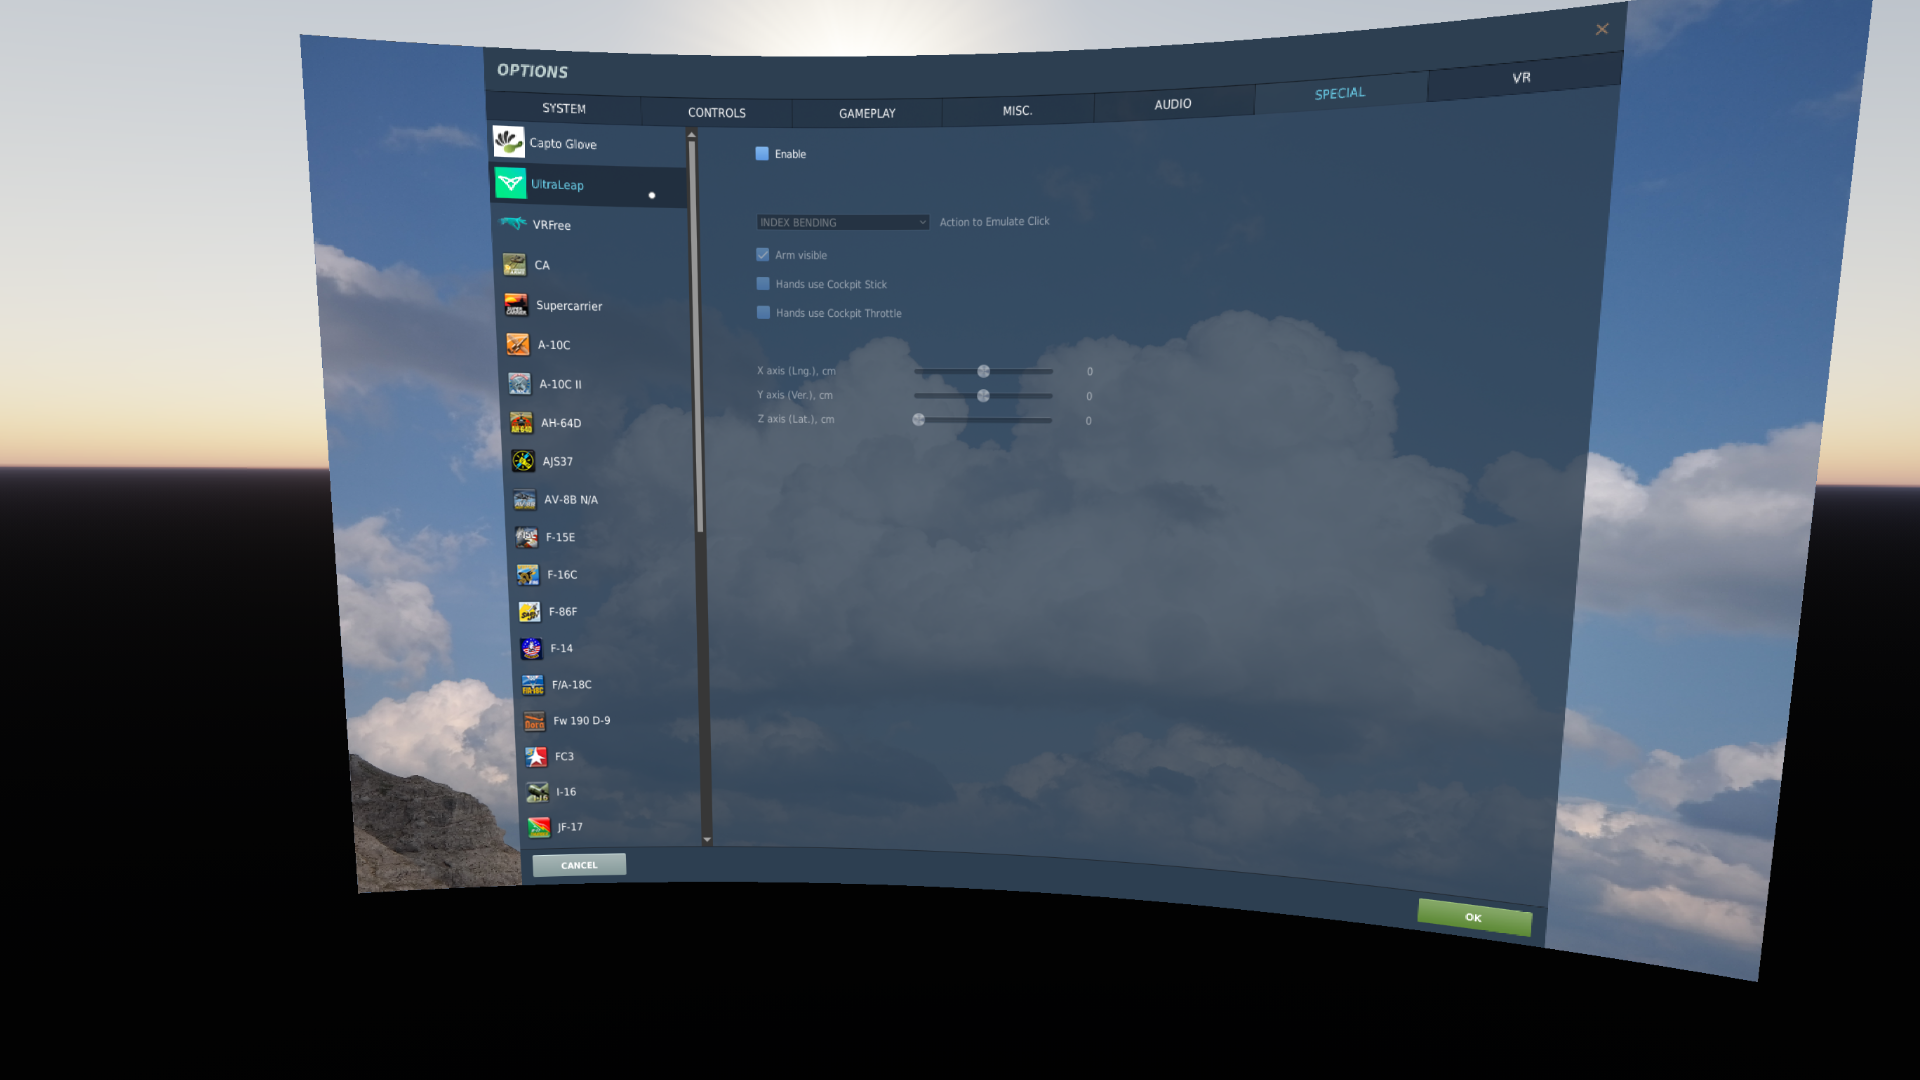 OPTIONS
SYSTEM
CONTROLS
GAMEPLAY
MISC.
AUDIO
SPECIAL
VR
Capto Glove
UltraLeap
VRFree
CA
Supercarrier
A-10C
A-10C II
AH-64D
AJS37
AV-8B N/A
F-15E
F-16C
F-86F
F-14
F/A-18C
Fw 190 D-9
FC3
I-16
JF-17
Enable
INDEX BENDING Action to Emulate Click
Arm visible
Hands use Cockpit Stick
Hands use Cockpit Throttle
X axis (Lng.), cm 0
Y axis (Ver.), cm 0
Z axis (Lat.), cm 0
CANCEL
OK